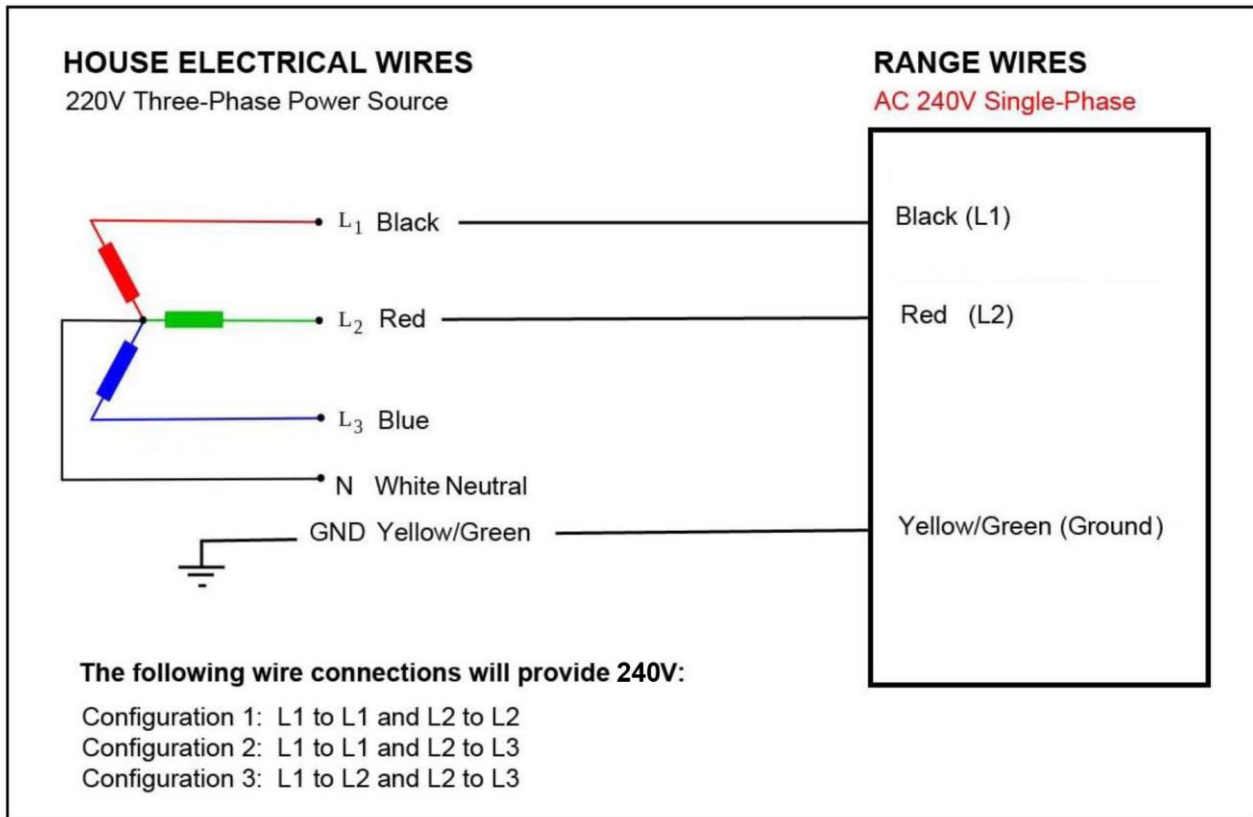 HOUSE ELECTRICAL WIRES
220V Three-Phase Power Source
RANGE WIRES
AC 240V Single-Phase
L1 Black
Black (L1)
L2 Red
Red (L2)
L3 Blue
N White Neutral
GND Yellow/Green
Yellow/Green (Ground)
The following wire connections will provide 240V:
Configuration 1: L1 to L1 and L2 to L2
Configuration 2: L1 to L1 and L2 to L3
Configuration 3: L1 to L2 and L2 to L3